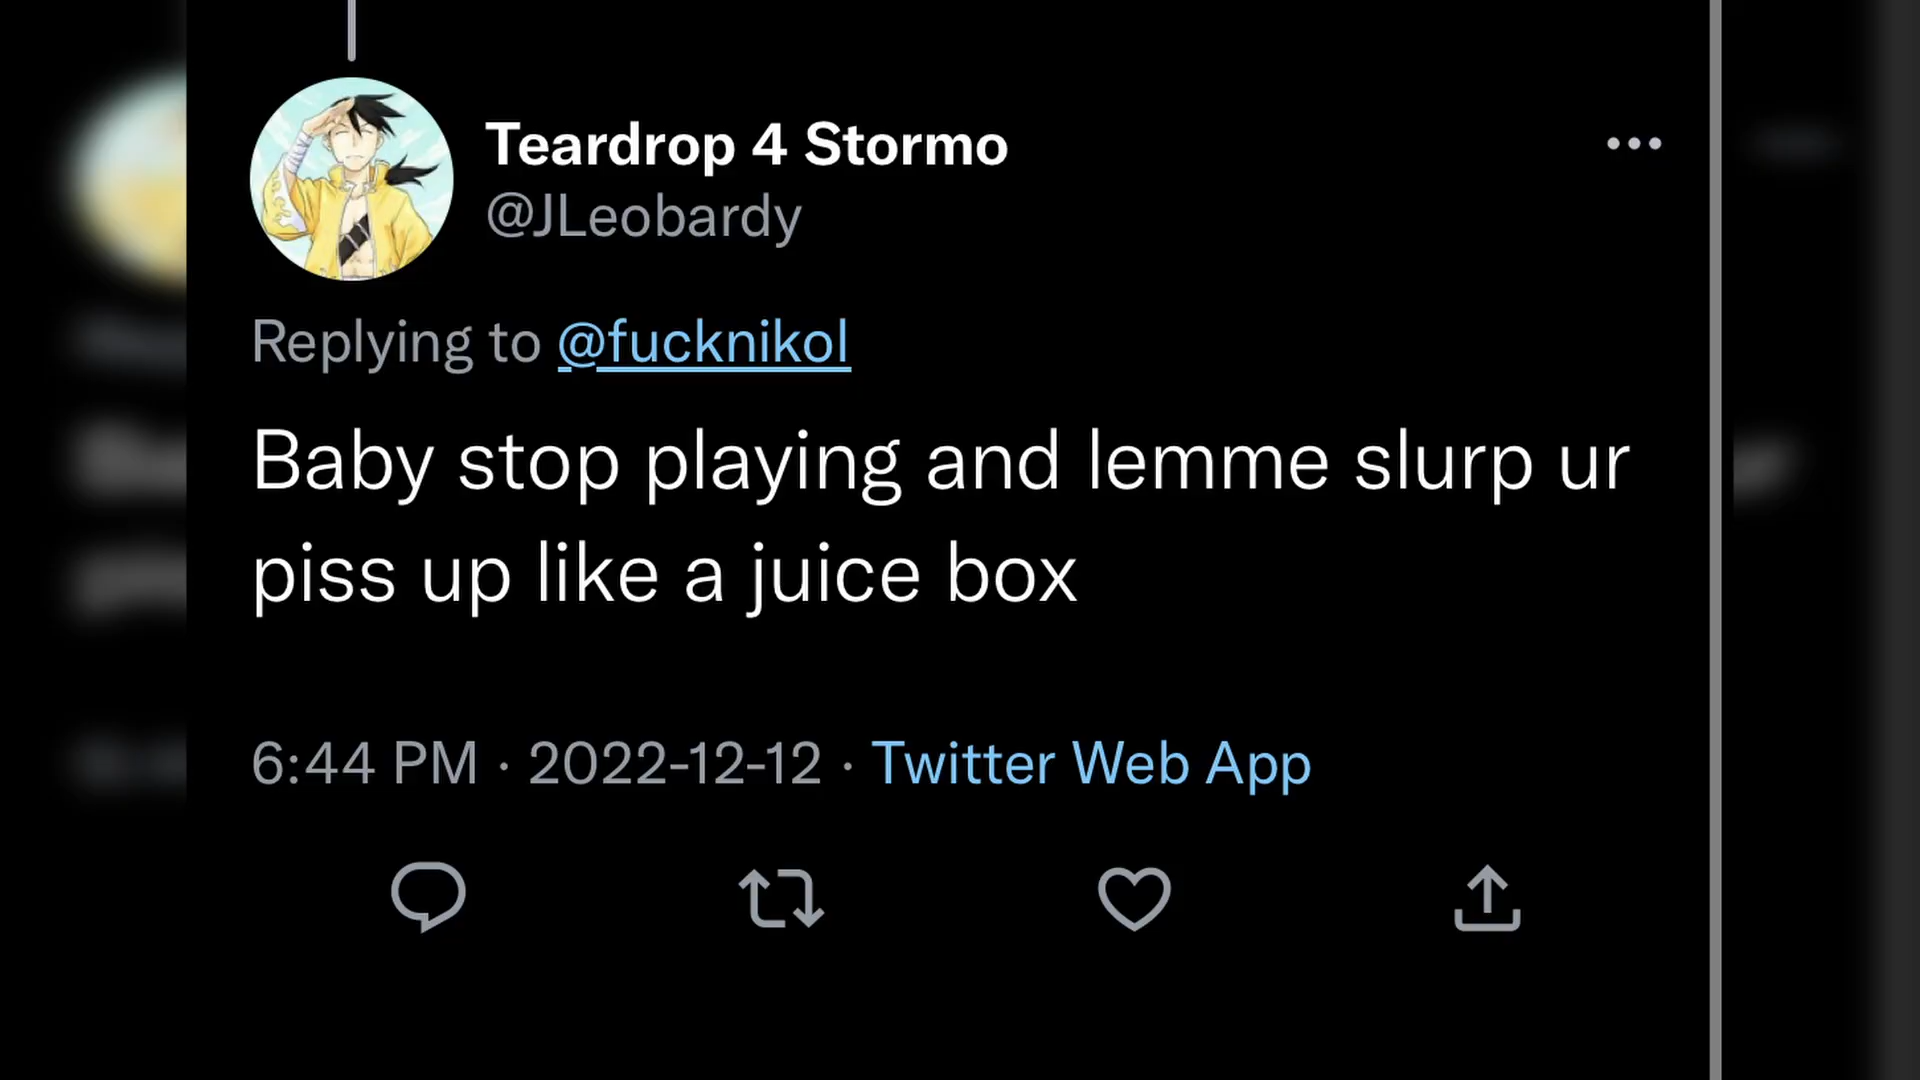 Teardrop 4 Stormo
@JLeobardy
Replying to @fucknikol
Baby stop playing and lemme slurp ur
piss up like a juice box
6:44 PM · 2022-12-12 · Twitter Web App